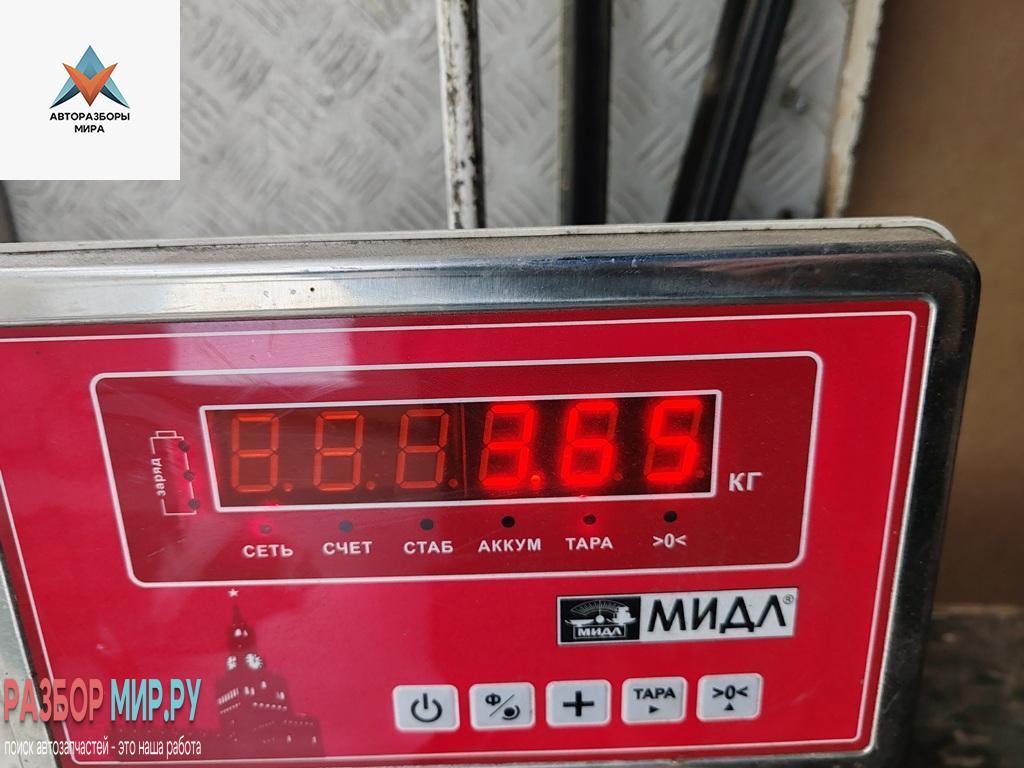 АВТОРАЗБОРЫ
МИРА
заряд
3.65
КГ
СЕТЬ СЧЕТ СТАБ АККУМ ТАРА >0<
МИДЛ МИДЛ®
Ф ТАРА >0<
РАЗБОР МИР.РУ
поиск автозапчастей - это наша работа